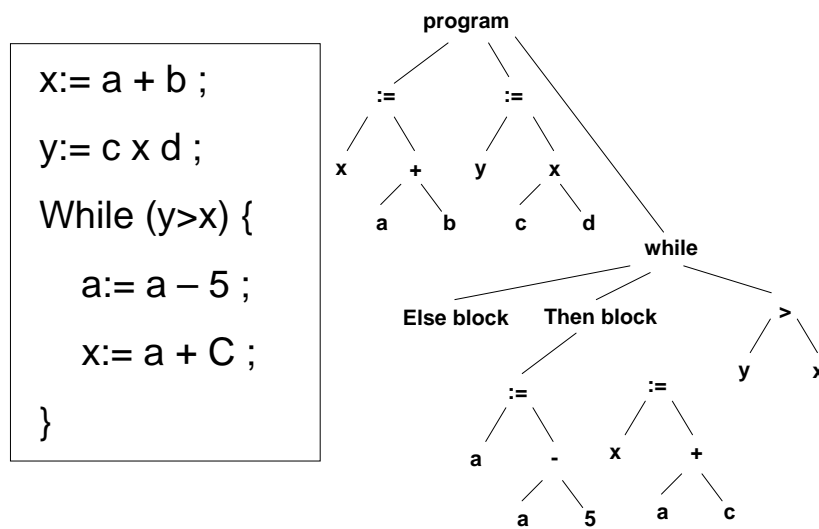 x:= a + b ;
y:= c x d ;
While (y>x) {
a:= a – 5 ;
x:= a + C ;
}
program
:= :=
x + y x
a b c d
while
Else block Then block >
y x
:= :=
a - x +
a 5 a c